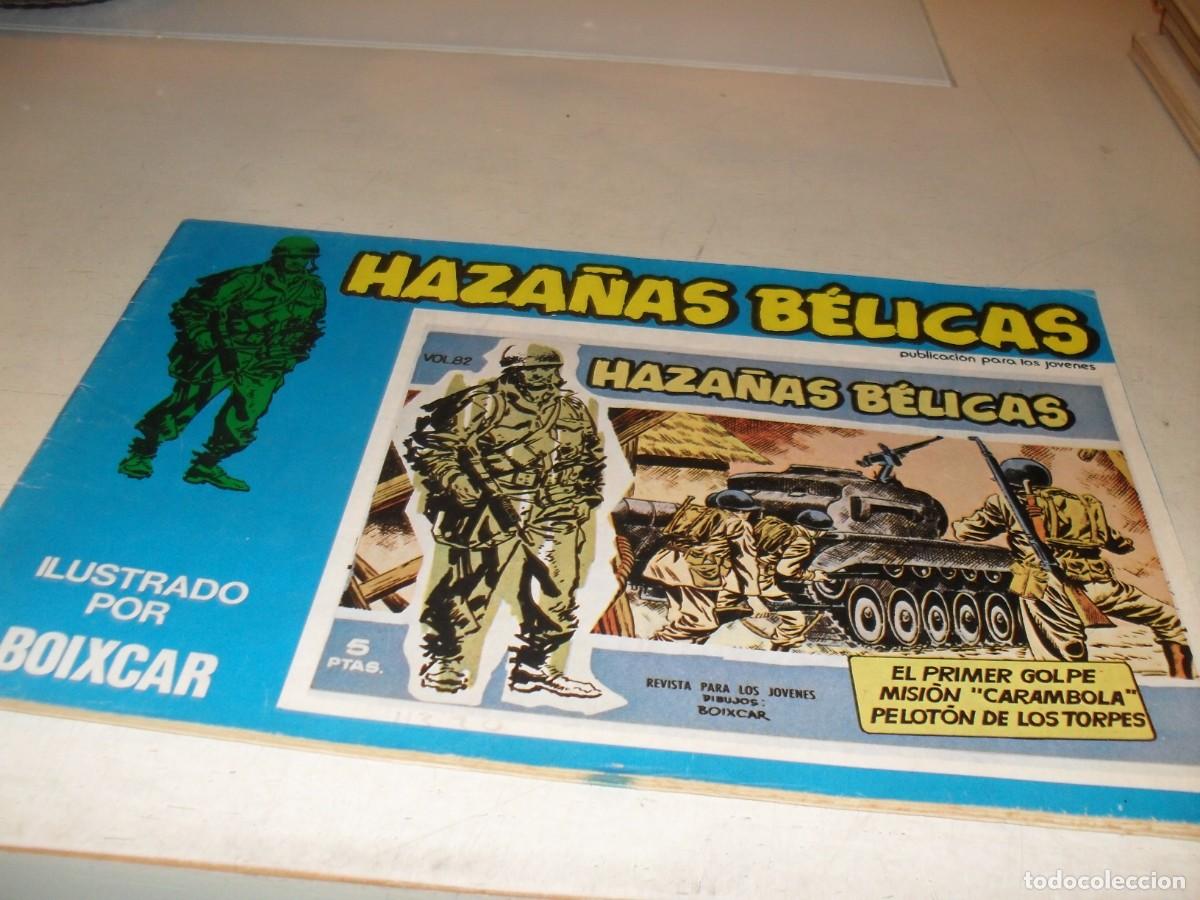 HAZAÑAS BÉLICAS
publicacion para los jovenes
VOL.82
HAZAÑAS BÉLICAS
ILUSTRADO
POR
BOIXCAR
5
PTAS.
REVISTA PARA LOS JOVENES
DIBUJOS:
BOIXCAR
EL PRIMER GOLPE
MISIÓN "CARAMBOLA"
PELOTÓN DE LOS TORPES
todocoleccion